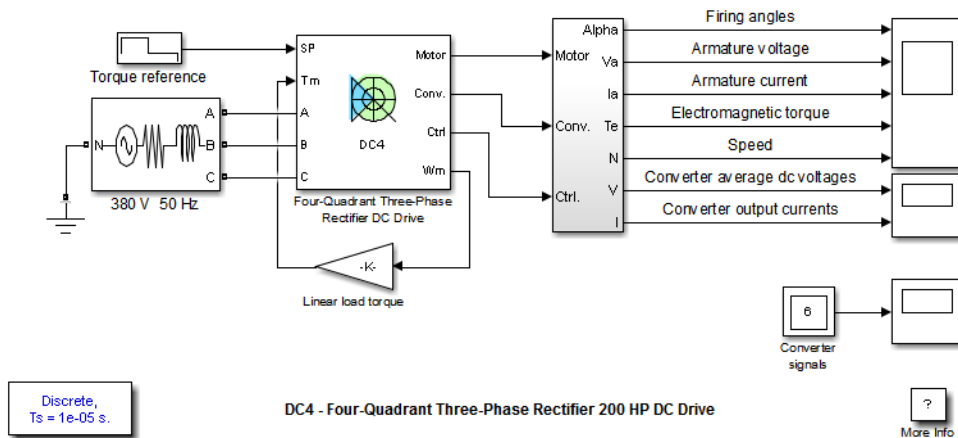 Torque reference
N
A
B
C
380 V 50 Hz
SP
Tm
A
B
C
DC4
Motor
Conv.
Ctrl
Wm
Four-Quadrant Three-Phase
Rectifier DC Drive
-K-
Linear load torque
Motor
Conv.
Ctrl.
Alpha
Va
Ia
Te
N
V
I
Firing angles
Armature voltage
Armature current
Electromagnetic torque
Speed
Converter average dc voltages
Converter output currents
6
Converter
signals
Discrete,
Ts = 1e-05 s.
DC4 - Four-Quadrant Three-Phase Rectifier 200 HP DC Drive
?
More Info